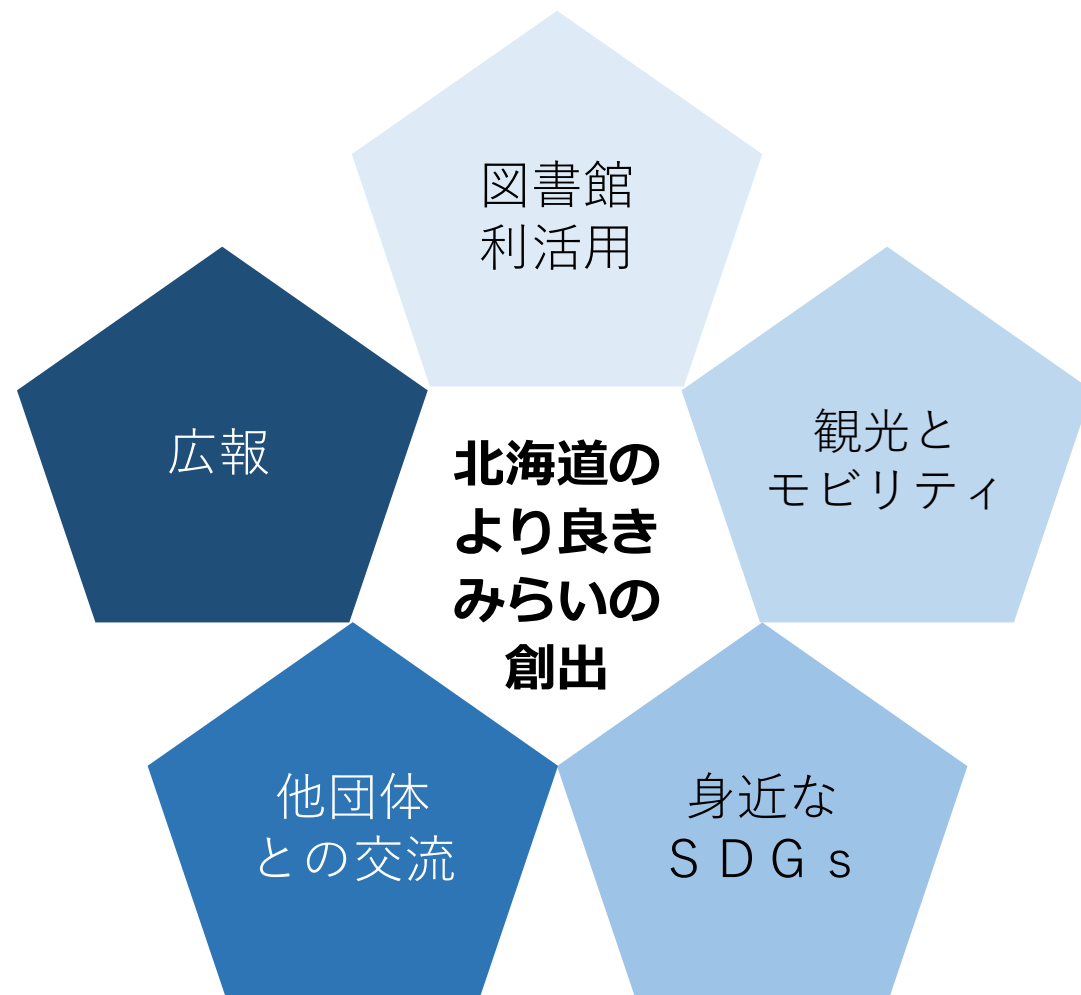 図書館
利活用
観光と
モビリティ
身近な
ＳＤＧｓ
他団体
との交流
広報
北海道の
より良き
みらいの
創出